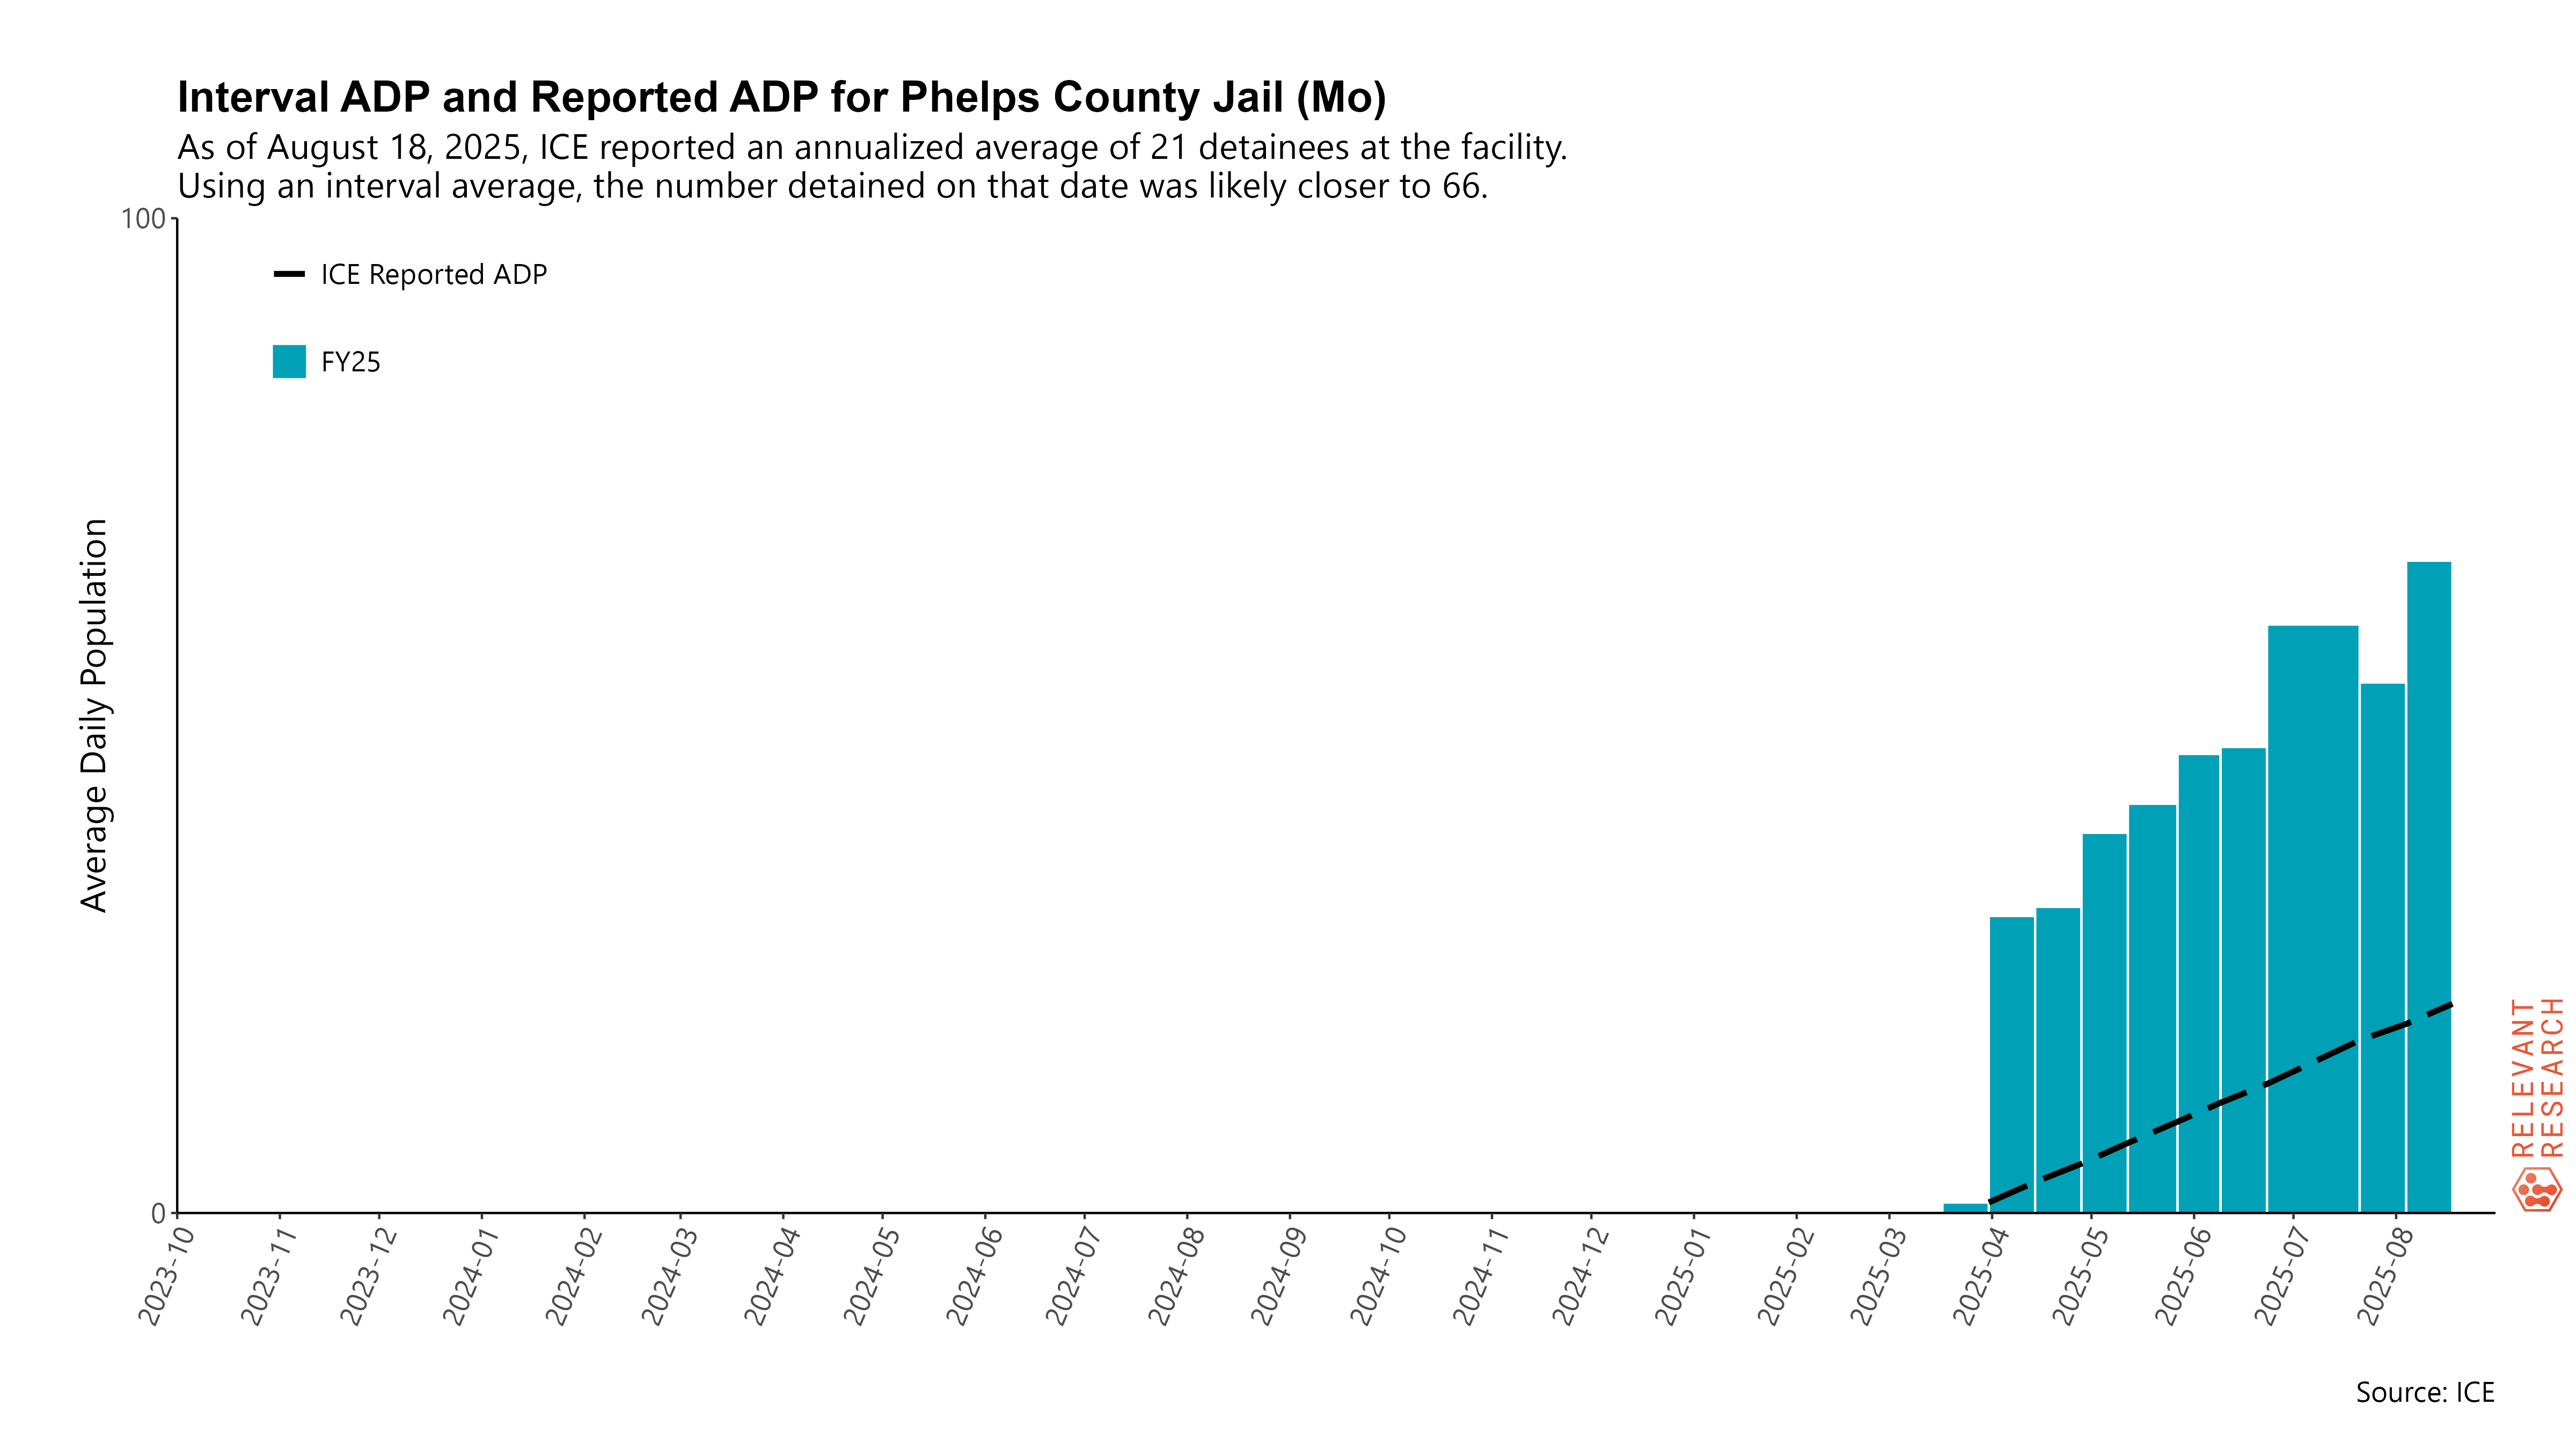 Interval ADP and Reported ADP for Phelps County Jail (Mo)
As of August 18, 2025, ICE reported an annualized average of 21 detainees at the facility.
Using an interval average, the number detained on that date was likely closer to 66.
100
ICE Reported ADP
FY25
Average Daily Population
0
2023-10
2023-11
2023-12
2024-01
2024-02
2024-03
2024-04
2024-05
2024-06
2024-07
2024-08
2024-09
2024-10
2024-11
2024-12
2025-01
2025-02
2025-03
2025-04
2025-05
2025-06
2025-07
2025-08
RELEVANT
RESEARCH
Source: ICE